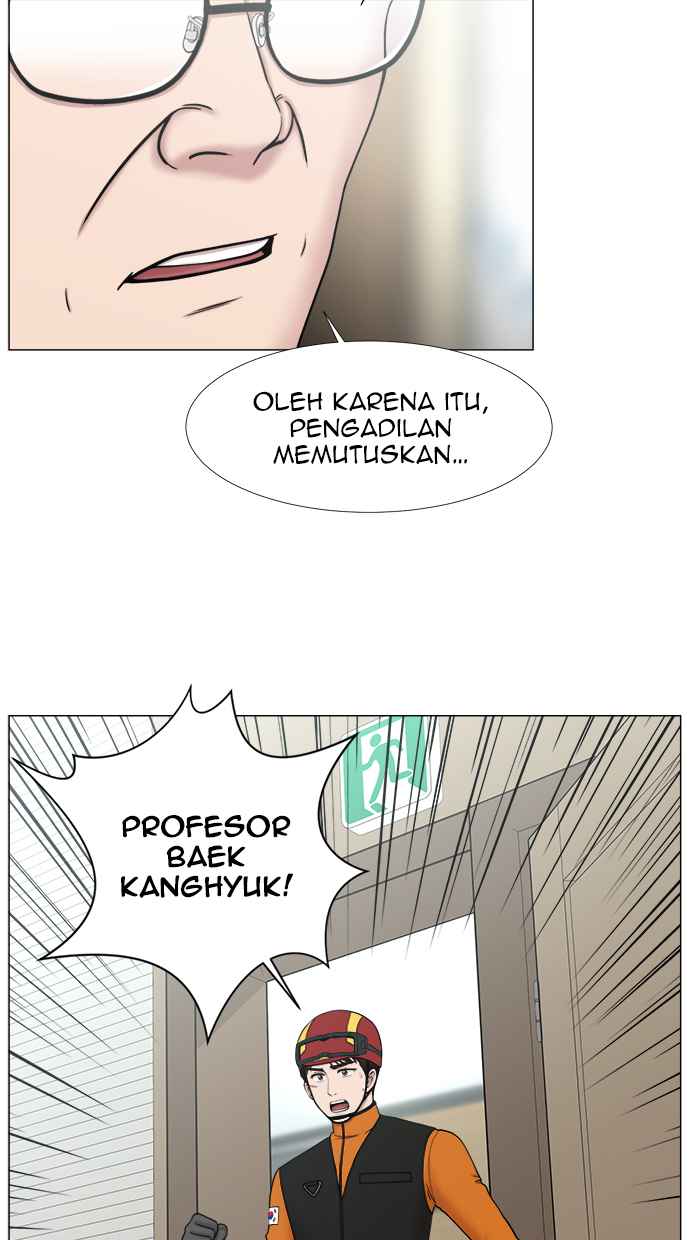 OLEH KARENA ITU,
PENGADILAN
MEMUTUSKAN...
PROFESOR
BAEK
KANGHYUK!